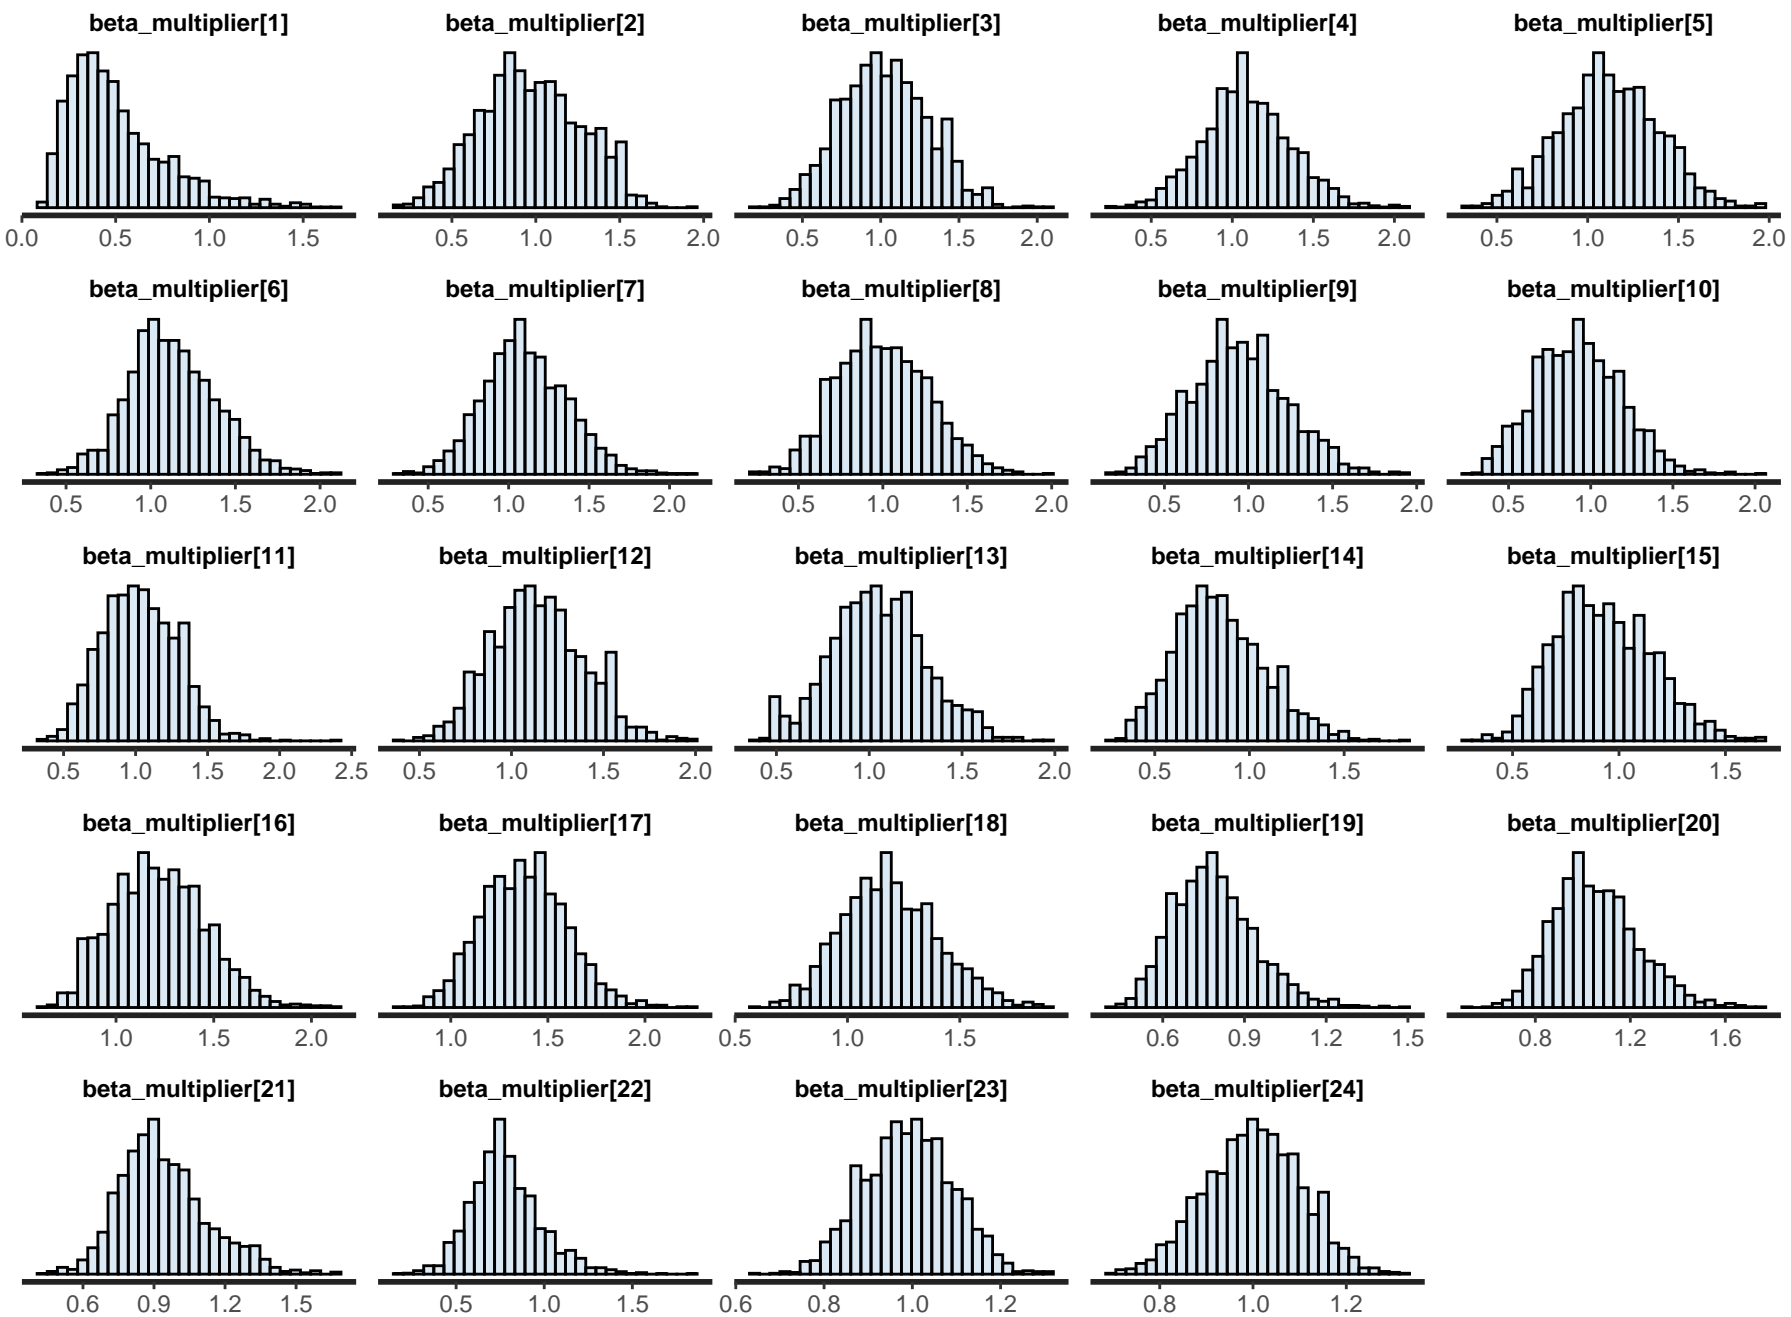 beta_multiplier[1] beta_multiplier[2] beta_multiplier[3] beta_multiplier[4] beta_multiplier[5]
0.0 0.5 1.0 1.5 0.5 1.0 1.5 2.0 0.5 1.0 1.5 2.0 0.5 1.0 1.5 2.0 0.5 1.0 1.5 2.0
beta_multiplier[6] beta_multiplier[7] beta_multiplier[8] beta_multiplier[9] beta_multiplier[10]
0.5 1.0 1.5 2.0 0.5 1.0 1.5 2.0 0.5 1.0 1.5 2.0 0.5 1.0 1.5 2.0 0.5 1.0 1.5 2.0
beta_multiplier[11] beta_multiplier[12] beta_multiplier[13] beta_multiplier[14] beta_multiplier[15]
0.5 1.0 1.5 2.0 2.5 0.5 1.0 1.5 2.0 0.5 1.0 1.5 2.0 0.5 1.0 1.5 0.5 1.0 1.5
beta_multiplier[16] beta_multiplier[17] beta_multiplier[18] beta_multiplier[19] beta_multiplier[20]
1.0 1.5 2.0 1.0 1.5 2.0 0.5 1.0 1.5 0.6 0.9 1.2 1.5 0.8 1.2 1.6
beta_multiplier[21] beta_multiplier[22] beta_multiplier[23] beta_multiplier[24]
0.6 0.9 1.2 1.5 0.5 1.0 1.5 0.6 0.8 1.0 1.2 0.8 1.0 1.2